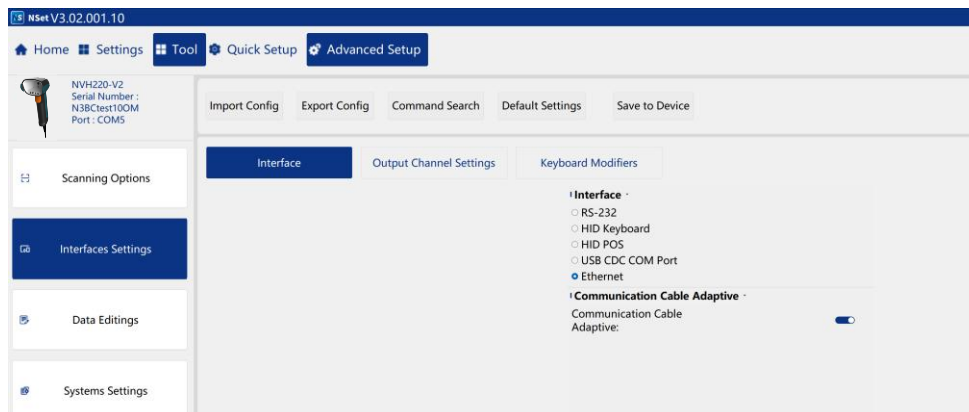 NSet V3.02.001.10
Home Settings Tool Quick Setup Advanced Setup
NVH220-V2
Serial Number :
N3BCtest10OM
Port : COM5
Import Config Export Config Command Search Default Settings Save to Device
Interface Output Channel Settings Keyboard Modifiers
Scanning Options
Interfaces Settings
Data Editings
Systems Settings
Interface
RS-232
HID Keyboard
HID POS
USB CDC COM Port
Ethernet
Communication Cable Adaptive
Communication Cable
Adaptive: